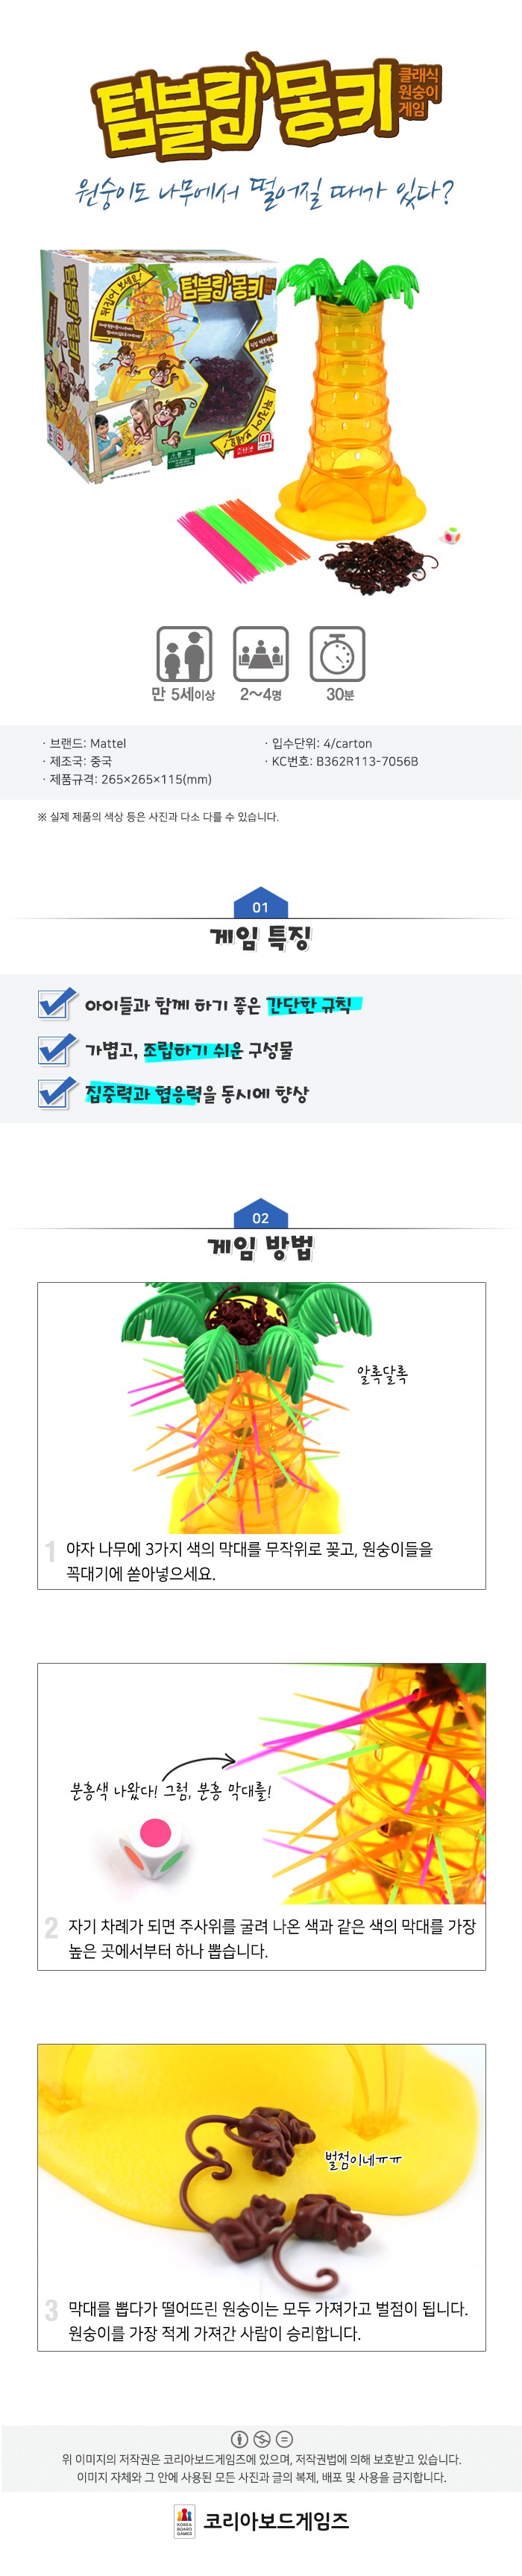 텀블링 몽키
클래식
원숭이
게임
원숭이도 나무에서 떨어질 때가 있다?
뒤집어 보세요!
텀블링 몽키
텀블링 몽키
만 5세이상
2~4명
30분
· 브랜드: Mattel
· 입수단위: 4/carton
· 제조국: 중국
· KC번호: B362R113-7056B
· 제품규격: 265×265×115(mm)
※ 실제 제품의 색상 등은 사진과 다소 다를 수 있습니다.
01
게임 특징
아이들과 함께 하기 좋은 간단한 규칙
가볍고, 조립하기 쉬운 구성물
집중력과 협응력을 동시에 향상
02
게임 방법
알록달록
1 야자 나무에 3가지 색의 막대를 무작위로 꽂고, 원숭이들을
꼭대기에 쏟아넣으세요.
분홍색 나왔다! 그럼, 분홍 막대를!
2 자기 차례가 되면 주사위를 굴려 나온 색과 같은 색의 막대를 가장
높은 곳에서부터 하나 뽑습니다.
벌점이네ㅠㅠ
3 막대를 뽑다가 떨어뜨린 원숭이는 모두 가져가고 벌점이 됩니다.
원숭이를 가장 적게 가져간 사람이 승리합니다.
위 이미지의 저작권은 코리아보드게임즈에 있으며, 저작권법에 의해 보호받고 있습니다.
이미지 자체와 그 안에 사용된 모든 사진과 글의 복제, 배포 및 사용을 금지합니다.
KOREA
BOARD
GAMES
코리아보드게임즈